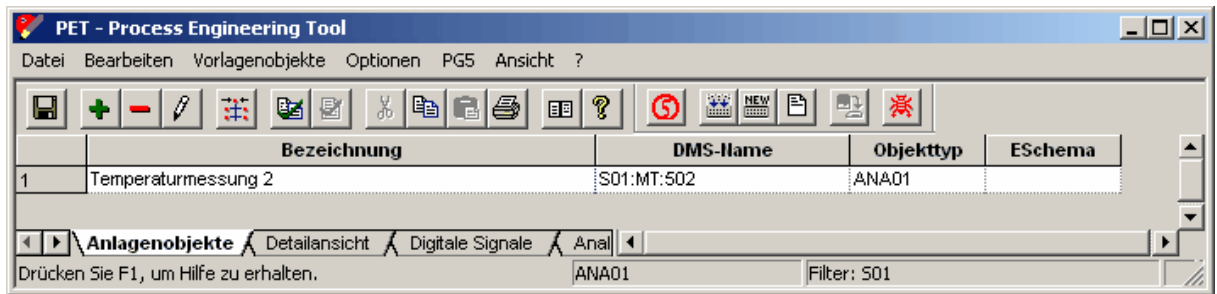 PET - Process Engineering Tool
Datei Bearbeiten Vorlagenobjekte Optionen PG5 Ansicht ?
NEW
Bezeichnung DMS-Name Objekttyp ESchema
1 Temperaturmessung 2 S01:MT:502 ANA01
Anlagenobjekte Detailansicht Digitale Signale Anal
Drücken Sie F1, um Hilfe zu erhalten. ANA01 Filter: S01